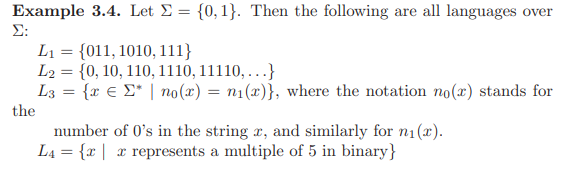 Example 3.4. Let Σ = {0, 1}. Then the following are all languages over
Σ:
L₁ = {011, 1010, 111}
L₂ = {0, 10, 110, 1110, 11110, . . .}
L₃ = {x ∈ Σ* | n₀(x) = n₁(x)}, where the notation n₀(x) stands for
the
number of 0’s in the string x, and similarly for n₁(x).
L₄ = {x | x represents a multiple of 5 in binary}